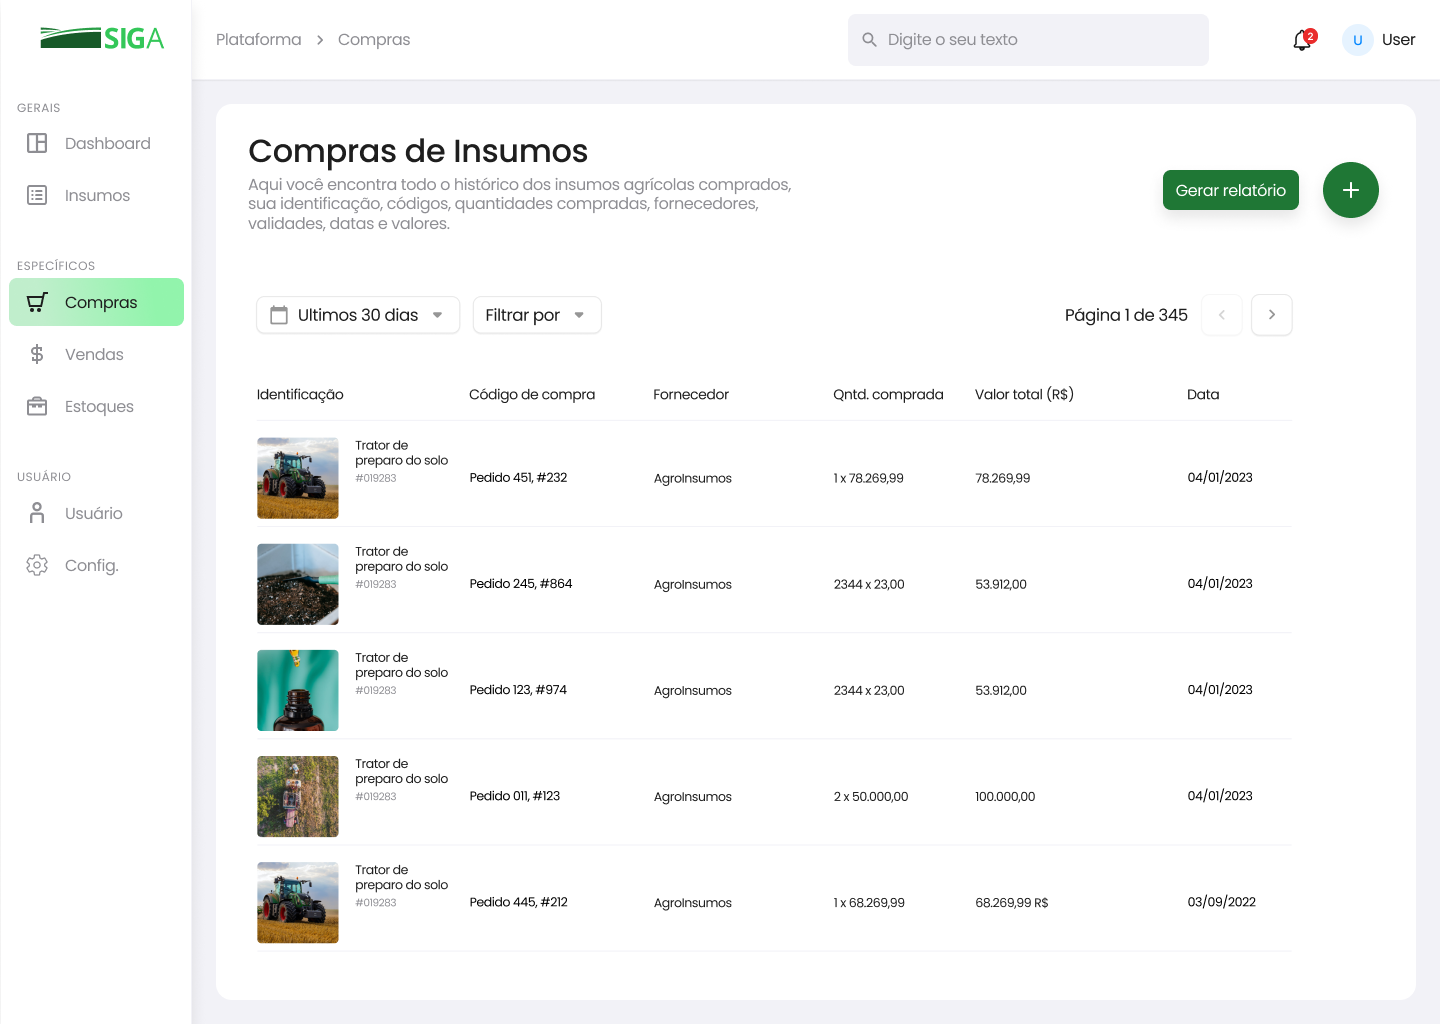 SIGA
Plataforma
Compras
Digite o seu texto
2
U
User
GERAIS
Dashboard
Insumos
ESPECÍFICOS
Compras
Vendas
Estoques
USUÁRIO
Usuário
Config.
Compras de Insumos
Aqui você encontra todo o histórico dos insumos agrícolas comprados,
sua identificação, códigos, quantidades compradas, fornecedores,
validades, datas e valores.
Gerar relatório
Ultimos 30 dias
Filtrar por
Página 1 de 345
Identificação Código de compra Fornecedor Qntd. comprada Valor total (R$) Data
Trator de
preparo do solo
#019283
Pedido 451, #232 AgroInsumos 1 x 78.269,99 78.269,99 04/01/2023
Trator de
preparo do solo
#019283
Pedido 245, #864 AgroInsumos 2344 x 23,00 53.912,00 04/01/2023
Trator de
preparo do solo
#019283
Pedido 123, #974 AgroInsumos 2344 x 23,00 53.912,00 04/01/2023
Trator de
preparo do solo
#019283
Pedido 011, #123 AgroInsumos 2 x 50.000,00 100.000,00 04/01/2023
Trator de
preparo do solo
#019283
Pedido 445, #212 AgroInsumos 1 x 68.269,99 68.269,99 R$ 03/09/2022